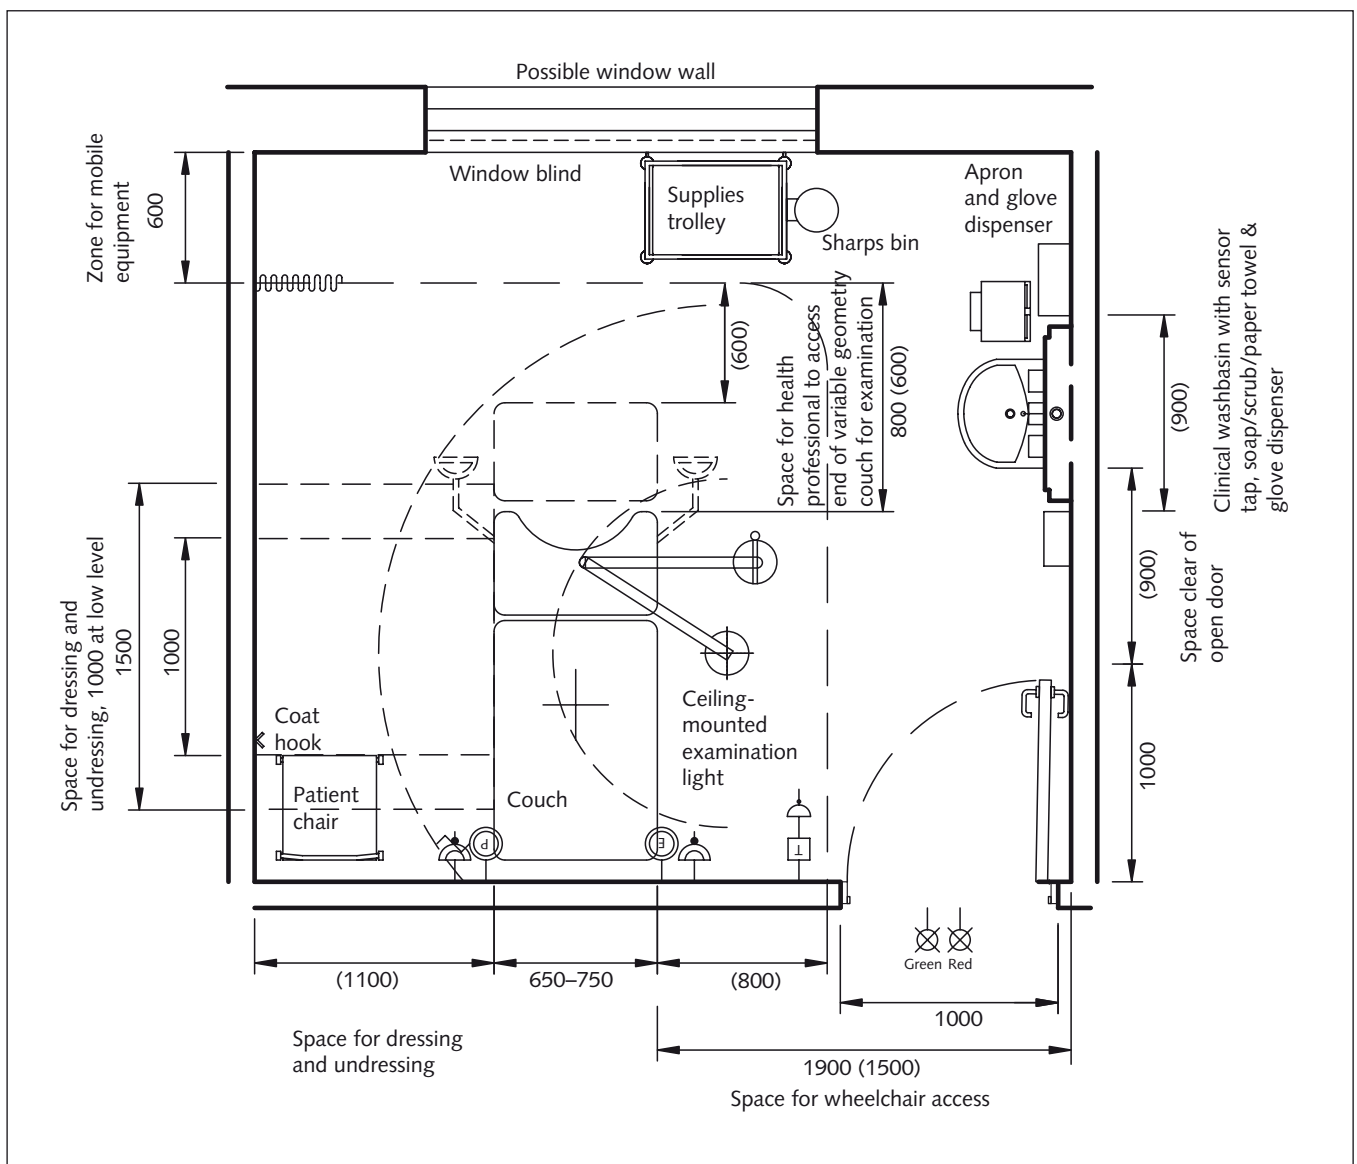 Possible window wall
Zone for mobile
equipment
600
Window blind
Supplies
trolley
Sharps bin
Apron
and glove
dispenser
Clinical washbasin with sensor
tap, soap/scrub/paper towel &
glove dispenser
(600)
Space for health
professional to access
end of variable geometry
couch for examination
800 (600)
(900)
(900)
Space clear of
open door
1000
Space for dressing and
undressing, 1000 at low level
1500
1000
Coat
hook
Patient
chair
Couch
Ceiling-
mounted
examination
light
P
E
T
Green Red
(1100)
650–750
(800)
1000
Space for dressing
and undressing
1900 (1500)
Space for wheelchair access